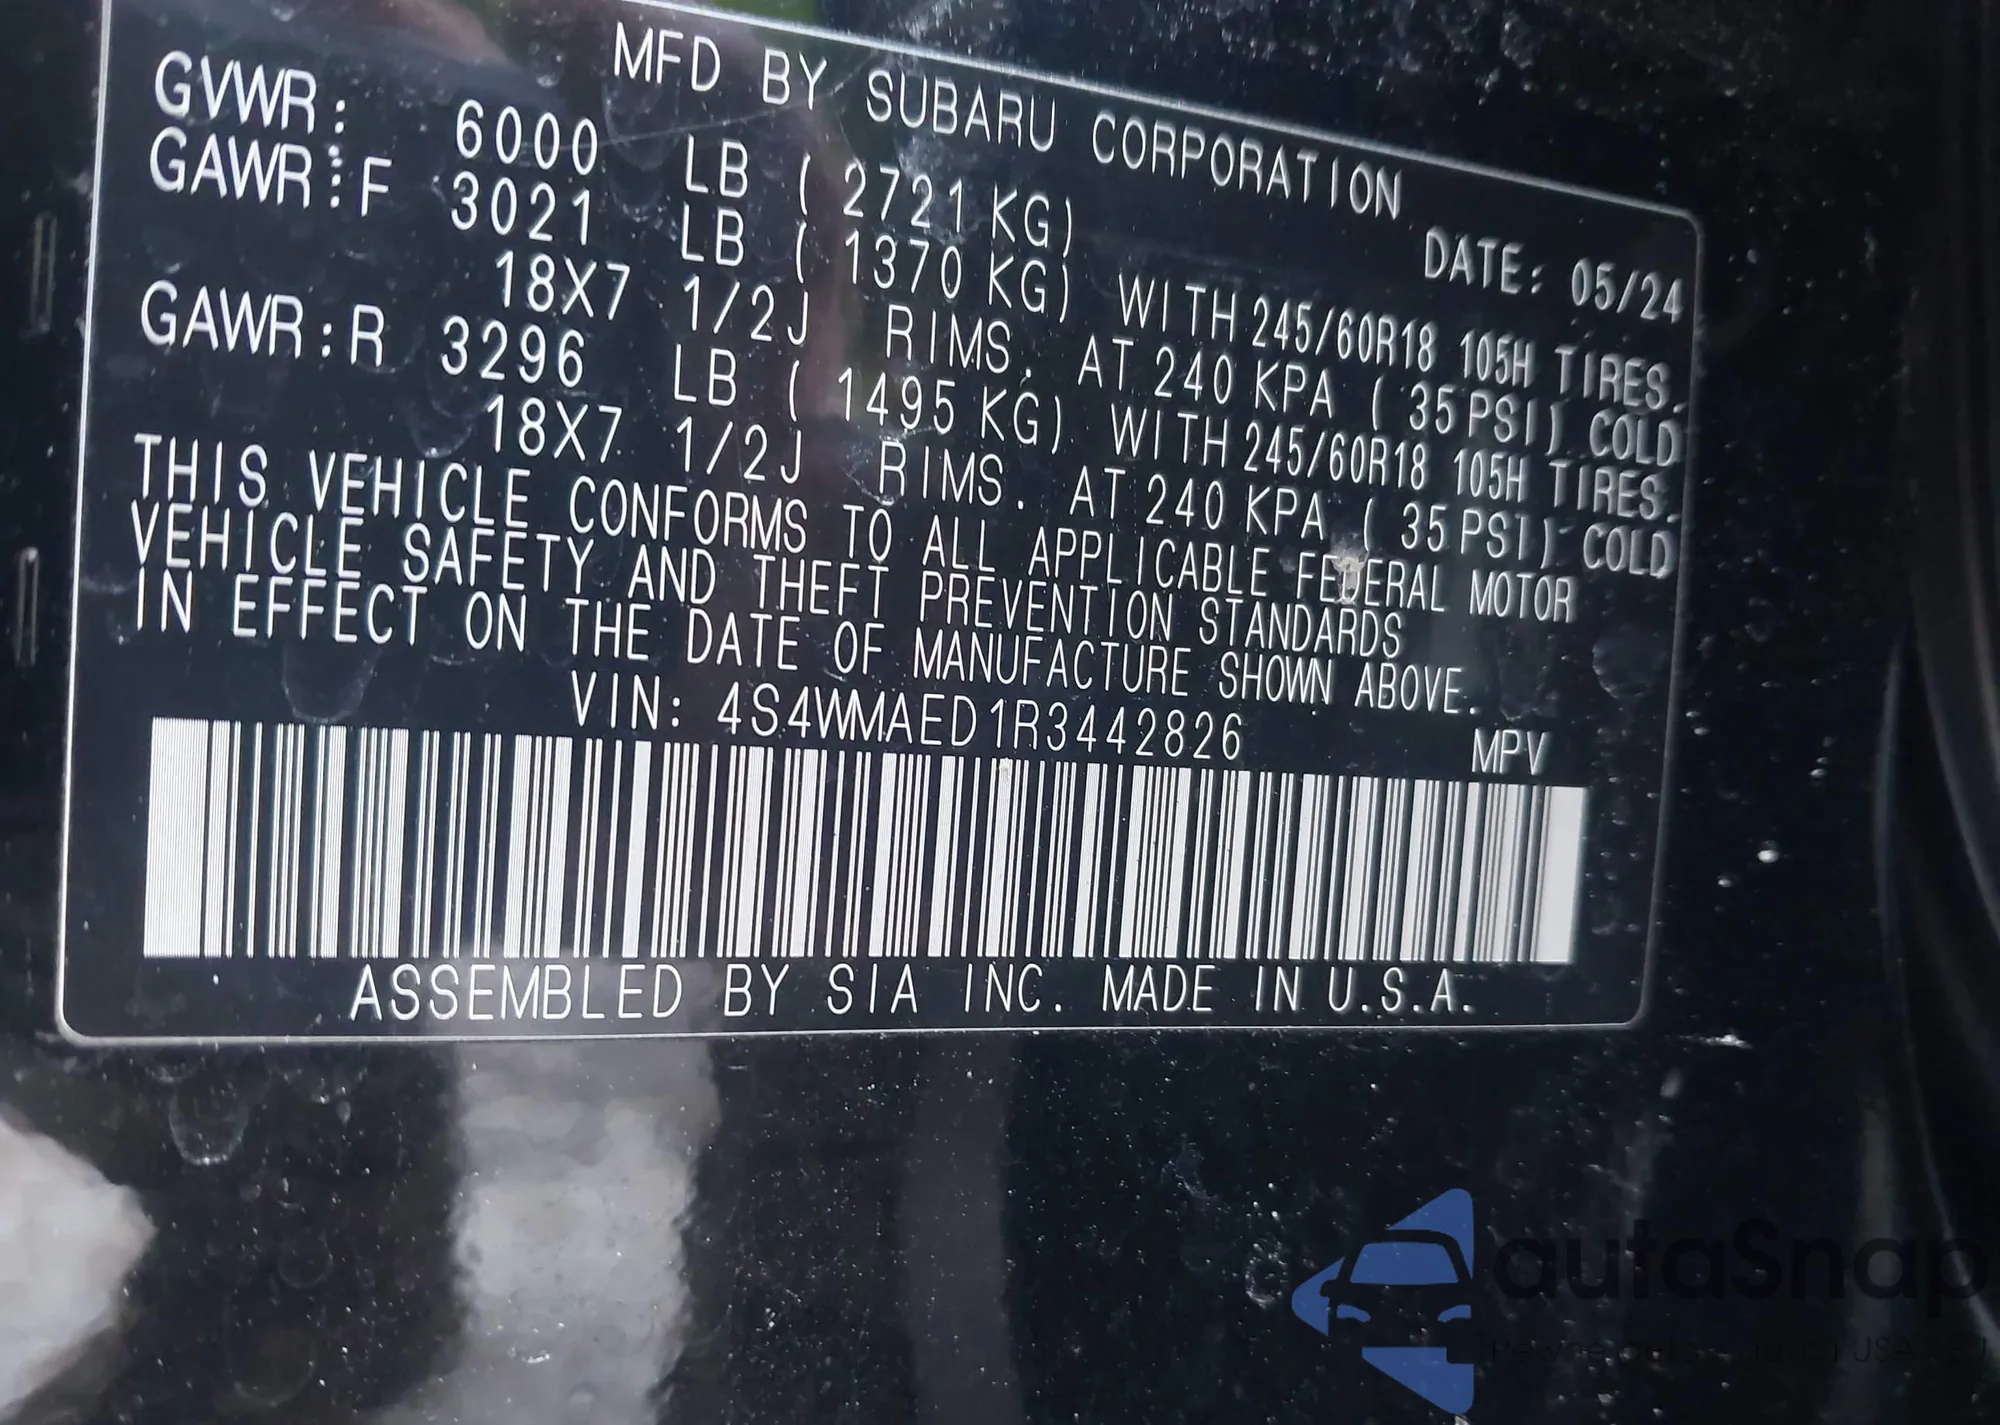 MFD BY SUBARU CORPORATION
DATE: 05/24
GVWR: 6000 LB ( 2721 KG)
GAWR:F 3021 LB ( 1370 KG) WITH 245/60R18 105H TIRES.
18X7 1/2J RIMS. AT 240 KPA ( 35 PSI) COLD
GAWR:R 3296 LB ( 1495 KG) WITH 245/60R18 105H TIRES.
18X7 1/2J RIMS. AT 240 KPA ( 35 PSI) COLD
THIS VEHICLE CONFORMS TO ALL APPLICABLE FEDERAL MOTOR
VEHICLE SAFETY AND THEFT PREVENTION STANDARDS
IN EFFECT ON THE DATE OF MANUFACTURE SHOWN ABOVE.
VIN: 4S4WMAED1R3442826 MPV
ASSEMBLED BY SIA INC. MADE IN U.S.A.
autaSnap
USA